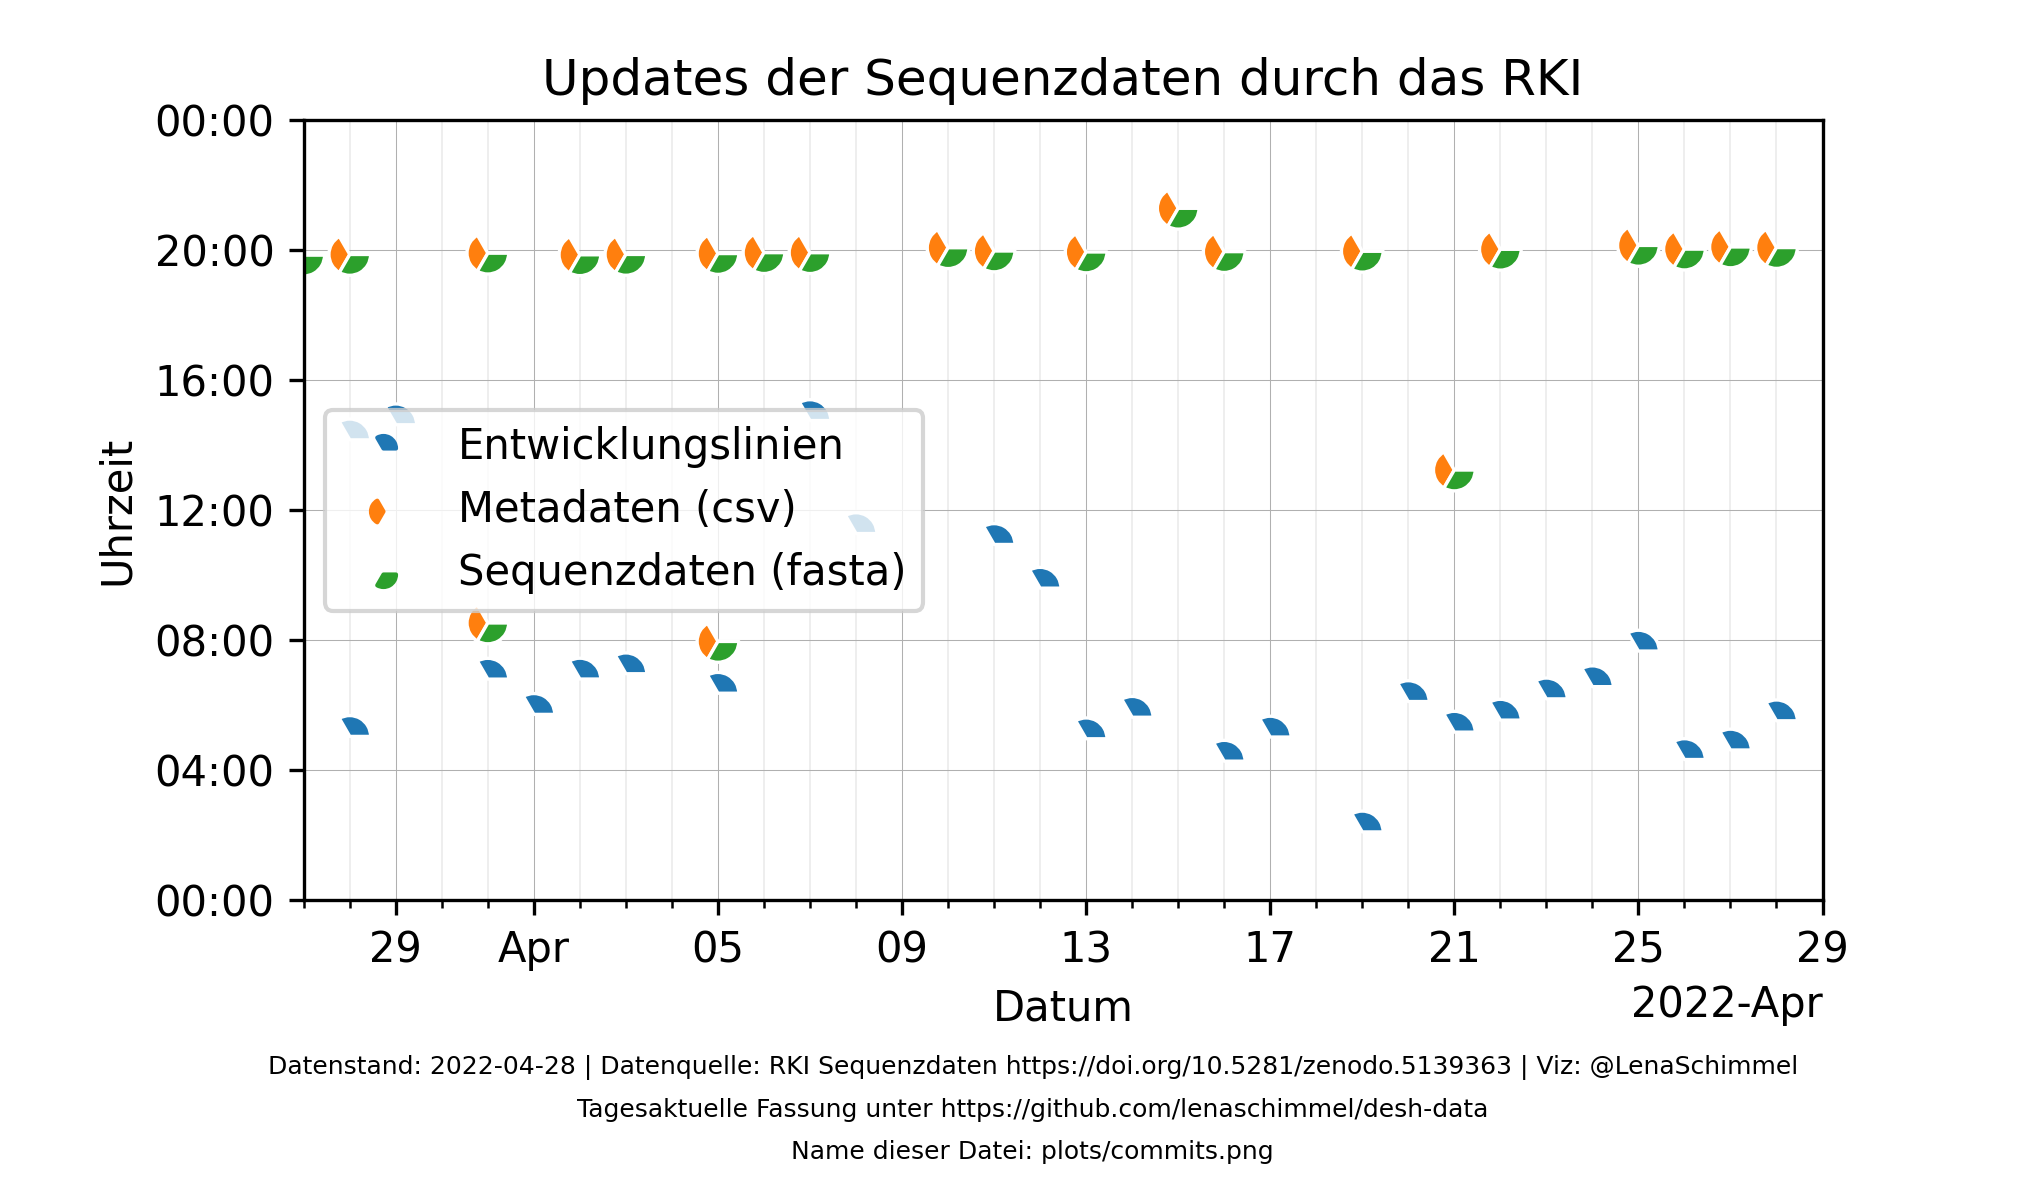 Updates der Sequenzdaten durch das RKI
00:00
20:00
16:00
12:00
08:00
04:00
00:00
Uhrzeit
Entwicklungslinien
Metadaten (csv)
Sequenzdaten (fasta)
29 Apr 05 09 13 17 21 25 29
Datum
2022-Apr
Datenstand: 2022-04-28 | Datenquelle: RKI Sequenzdaten https://doi.org/10.5281/zenodo.5139363 | Viz: @LenaSchimmel
Tagesaktuelle Fassung unter https://github.com/lenaschimmel/desh-data
Name dieser Datei: plots/commits.png